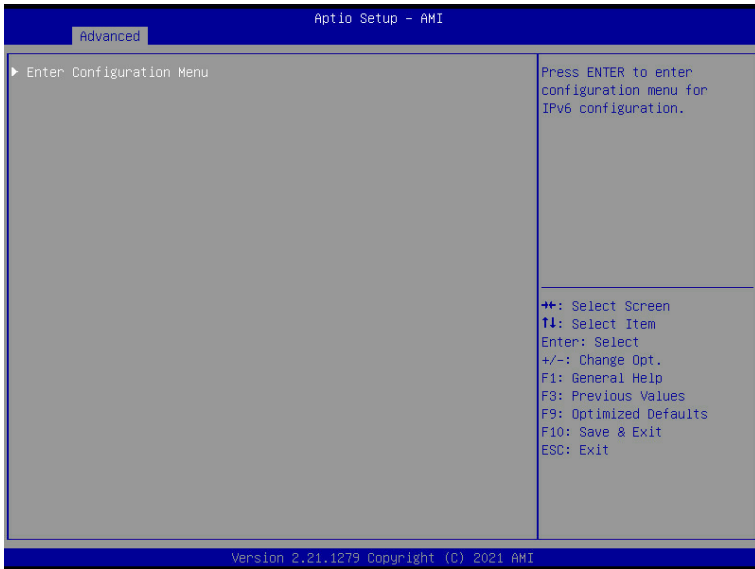 Aptio Setup – AMI
Advanced
▶ Enter Configuration Menu
Press ENTER to enter
configuration menu for
IPv6 configuration.
→←: Select Screen
↑↓: Select Item
Enter: Select
+/-: Change Opt.
F1: General Help
F3: Previous Values
F9: Optimized Defaults
F10: Save & Exit
ESC: Exit
Version 2.21.1279 Copyright (C) 2021 AMI